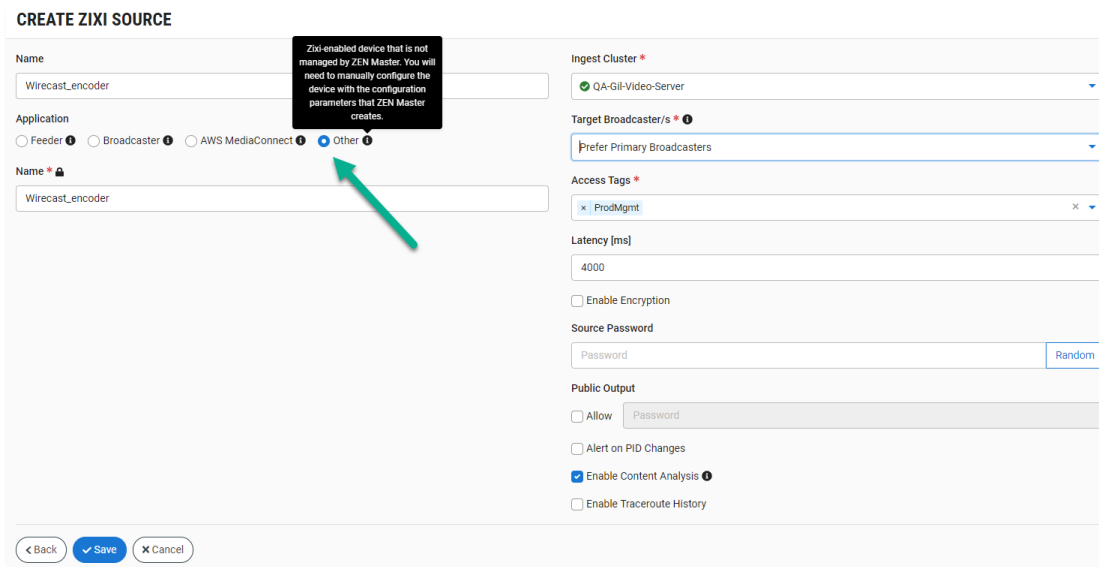 CREATE ZIXI SOURCE
Name
Wirecast_encoder
Zixi-enabled device that is not
managed by ZEN Master. You will
need to manually configure the
device with the configuration
parameters that ZEN Master
creates.
Application
Feeder
Broadcaster
AWS MediaConnect
Other
Name *
Wirecast_encoder
Ingest Cluster *
QA-Gil-Video-Server
Target Broadcaster/s *
Prefer Primary Broadcasters
Access Tags *
× ProdMgmt ×
Latency [ms]
4000
Enable Encryption
Source Password
Password Random
Public Output
Allow Password
Alert on PID Changes
Enable Content Analysis
Enable Traceroute History
Back
Save
Cancel